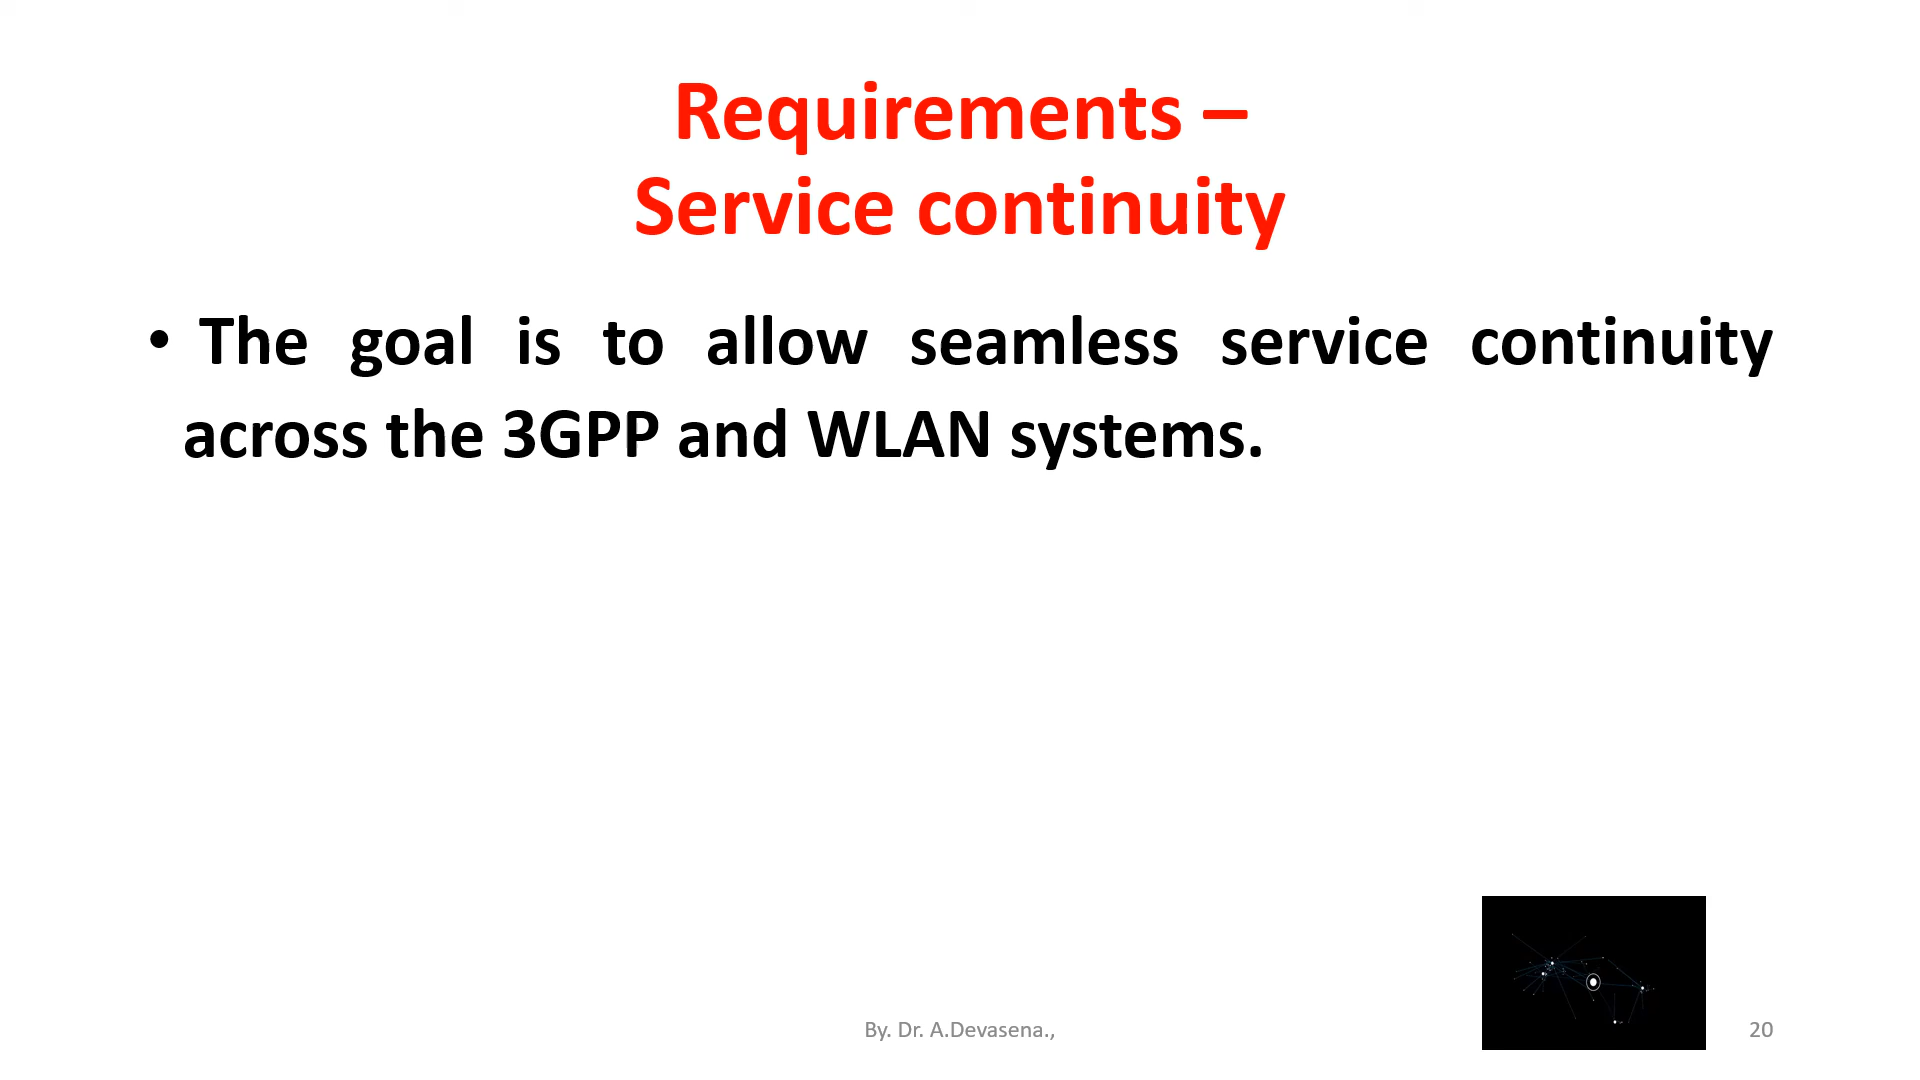 Requirements –
Service continuity
• The goal is to allow seamless service continuity
across the 3GPP and WLAN systems.
By. Dr. A.Devasena.,
20